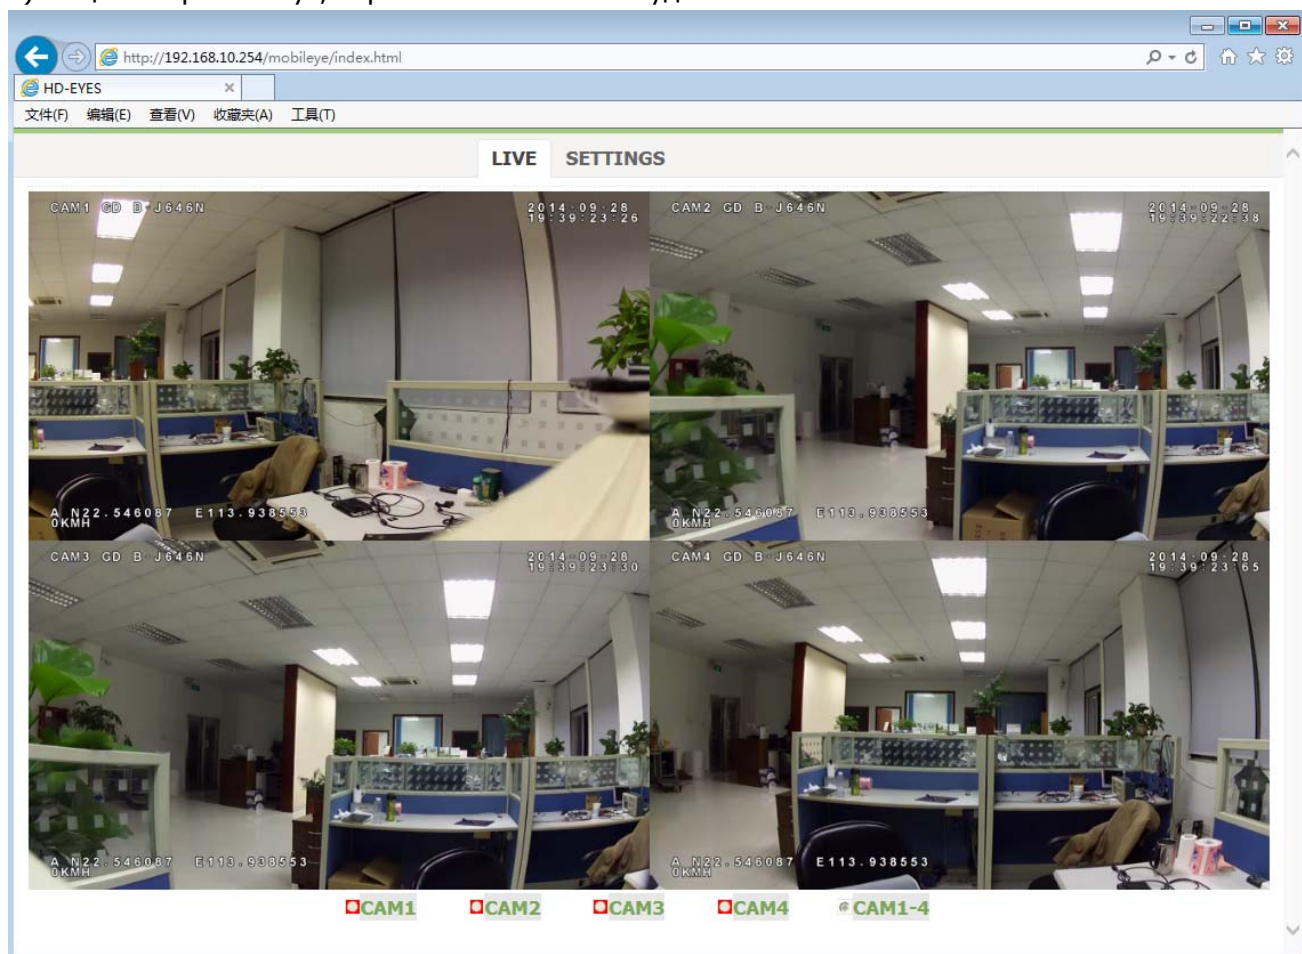 http://192.168.10.254/mobileye/index.html
HD-EYES
文件(F) 编辑(E) 查看(V) 收藏夹(A) 工具(T)
LIVE SETTINGS
CAM1 GD B-J646N
2014-09-28
19:39:23:26
A N22.546087 E113.938553
0KMH
CAM2 GD B-J646N
2014-09-28
19:39:22:38
A N22.546087 E113.938553
0KMH
CAM3 GD B-J646N
2014-09-28
19:39:23:30
A N22.546087 E113.938553
0KMH
CAM4 GD B-J646N
2014-09-28
19:39:23:65
A N22.546087 E113.938553
0KMH
CAM1 CAM2 CAM3 CAM4 CAM1-4